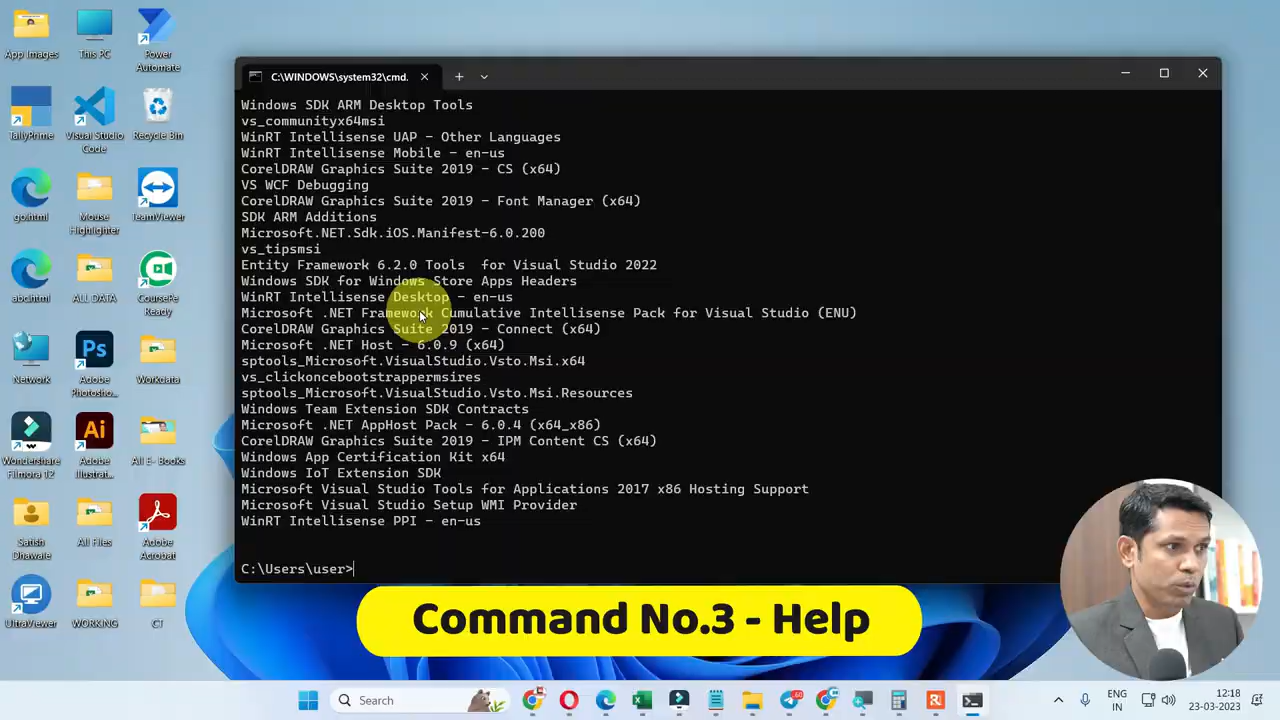 App Images
This PC
Power
Automate
TallyPrime
Visual Studio
Code
Recycle Bin
go.html
Mouse
Highlighter
TeamViewer
abc.html
ALL DATA
CourseFe
Ready
Network
Adobe
Photosho...
Workdata
Wondershare
Filmora 12
Adobe
Illustrat...
All E- Books
Satish
Dhawale
All Files
Adobe
Acrobat
UltraViewer
WORKING
CT
Ps
Ai
C:\WINDOWS\system32\cmd.
Windows SDK ARM Desktop Tools
vs_communityx64msi
WinRT Intellisense UAP - Other Languages
WinRT Intellisense Mobile - en-us
CorelDRAW Graphics Suite 2019 - CS (x64)
VS WCF Debugging
CorelDRAW Graphics Suite 2019 - Font Manager (x64)
SDK ARM Additions
Microsoft.NET.Sdk.iOS.Manifest-6.0.200
vs_tipsmsi
Entity Framework 6.2.0 Tools  for Visual Studio 2022
Windows SDK for Windows Store Apps Headers
WinRT Intellisense Desktop - en-us
Microsoft .NET Framework Cumulative Intellisense Pack for Visual Studio (ENU)
CorelDRAW Graphics Suite 2019 - Connect (x64)
Microsoft .NET Host - 6.0.9 (x64)
sptools_Microsoft.VisualStudio.Vsto.Msi.x64
vs_clickoncebootstrappermsires
sptools_Microsoft.VisualStudio.Vsto.Msi.Resources
Windows Team Extension SDK Contracts
Microsoft .NET AppHost Pack - 6.0.4 (x64_x86)
CorelDRAW Graphics Suite 2019 - IPM Content CS (x64)
Windows App Certification Kit x64
Windows IoT Extension SDK
Microsoft Visual Studio Tools for Applications 2017 x86 Hosting Support
Microsoft Visual Studio Setup WMI Provider
WinRT Intellisense PPI - en-us
C:\Users\user>
Command No.3 - Help
Search
ENG
IN
12:18
23-03-2023